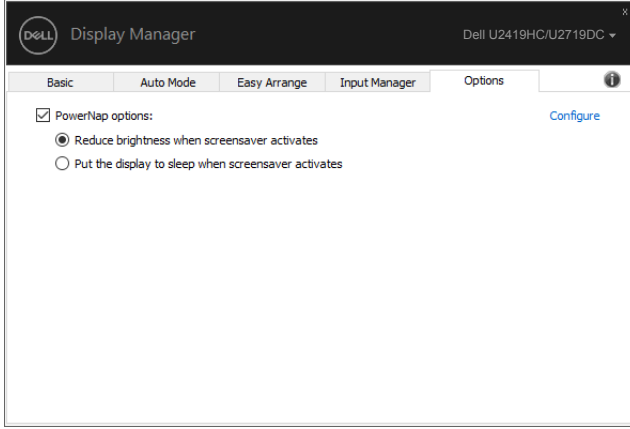 x
DELL Display Manager Dell U2419HC/U2719DC
Basic Auto Mode Easy Arrange Input Manager Options i
PowerNap options: Configure
Reduce brightness when screensaver activates
Put the display to sleep when screensaver activates